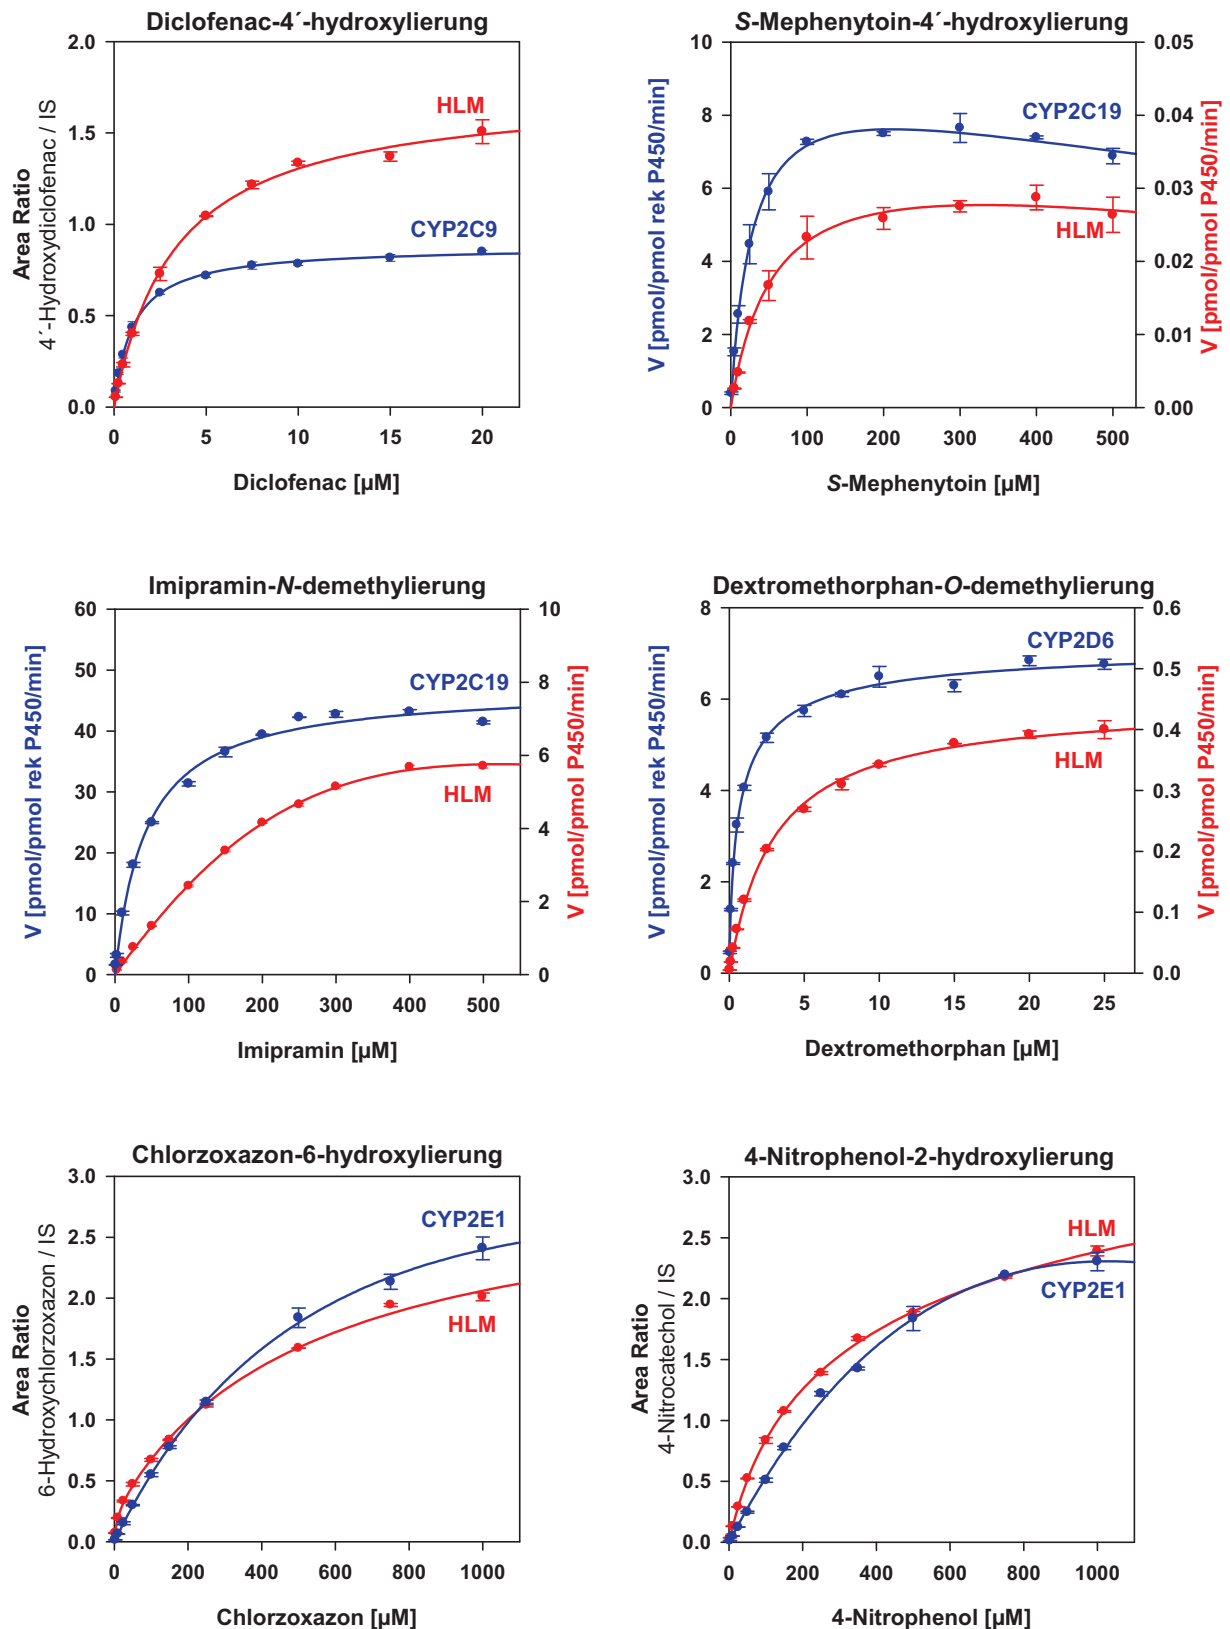 Diclofenac-4´-hydroxylierung
2.0
1.5
1.0
0.5
0.0
Area Ratio
4´-Hydroxydiclofenac / IS
HLM
CYP2C9
0 5 10 15 20
Diclofenac [µM]
S-Mephenytoin-4´-hydroxylierung
10
8
6
4
2
0
V [pmol/pmol rek P450/min]
CYP2C19
HLM
0.05
0.04
0.03
0.02
0.01
0.00
V [pmol/pmol P450/min]
0 100 200 300 400 500
S-Mephenytoin [µM]
Imipramin-N-demethylierung
60
50
40
30
20
10
0
V [pmol/pmol rek P450/min]
CYP2C19
HLM
10
8
6
4
2
0
V [pmol/pmol P450/min]
0 100 200 300 400 500
Imipramin [µM]
Dextromethorphan-O-demethylierung
8
6
4
2
0
V [pmol/pmol rek P450/min]
CYP2D6
HLM
0.6
0.5
0.4
0.3
0.2
0.1
0.0
V [pmol/pmol P450/min]
0 5 10 15 20 25
Dextromethorphan [µM]
Chlorzoxazon-6-hydroxylierung
3.0
2.5
2.0
1.5
1.0
0.5
0.0
Area Ratio
6-Hydroxychlorzoxazon / IS
CYP2E1
HLM
0 200 400 600 800 1000
Chlorzoxazon [µM]
4-Nitrophenol-2-hydroxylierung
3.0
2.5
2.0
1.5
1.0
0.5
0.0
Area Ratio
4-Nitrocatechol / IS
HLM
CYP2E1
0 200 400 600 800 1000
4-Nitrophenol [µM]